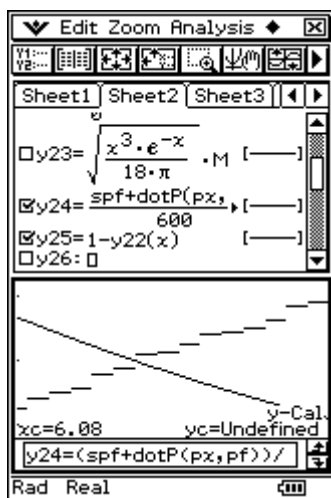 Edit Zoom Analysis
Sheet1 Sheet2 Sheet3
y23=√(x³·e⁻ˣ/18·π)·M [—]
y24=spf+dotP(px,/600 [—]
y25=1-y22(x) [—]
y26:
y-Cal
xc=6.08 yc=Undefined
y24=(spf+dotP(px,pf))/
Rad Real